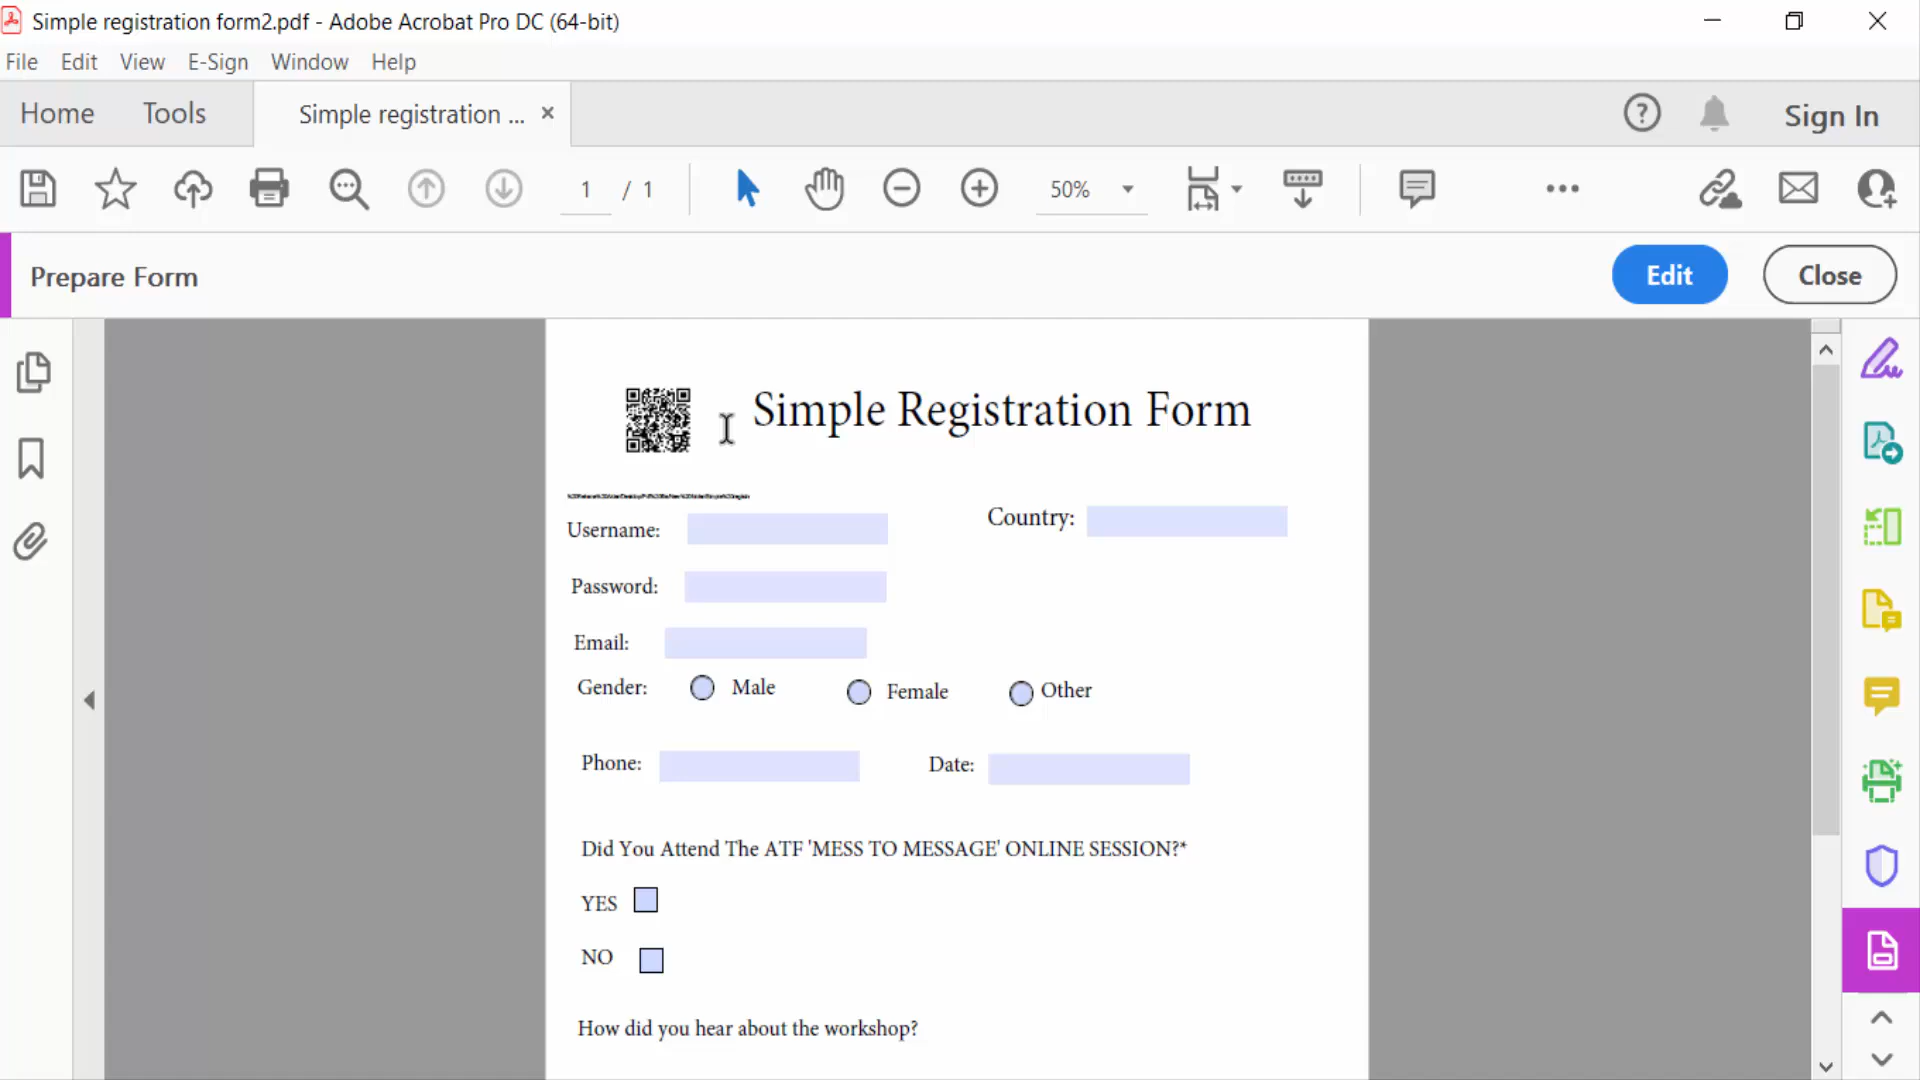 Simple registration form2.pdf - Adobe Acrobat Pro DC (64-bit)
File Edit View E-Sign Window Help
Home Tools Simple registration ... × Sign In
1 / 1 50%
Prepare Form Edit Close
Simple Registration Form
Username: Country:
Password:
Email:
Gender: Male Female Other
Phone: Date:
Did You Attend The ATF 'MESS TO MESSAGE' ONLINE SESSION?*
YES
NO
How did you hear about the workshop?